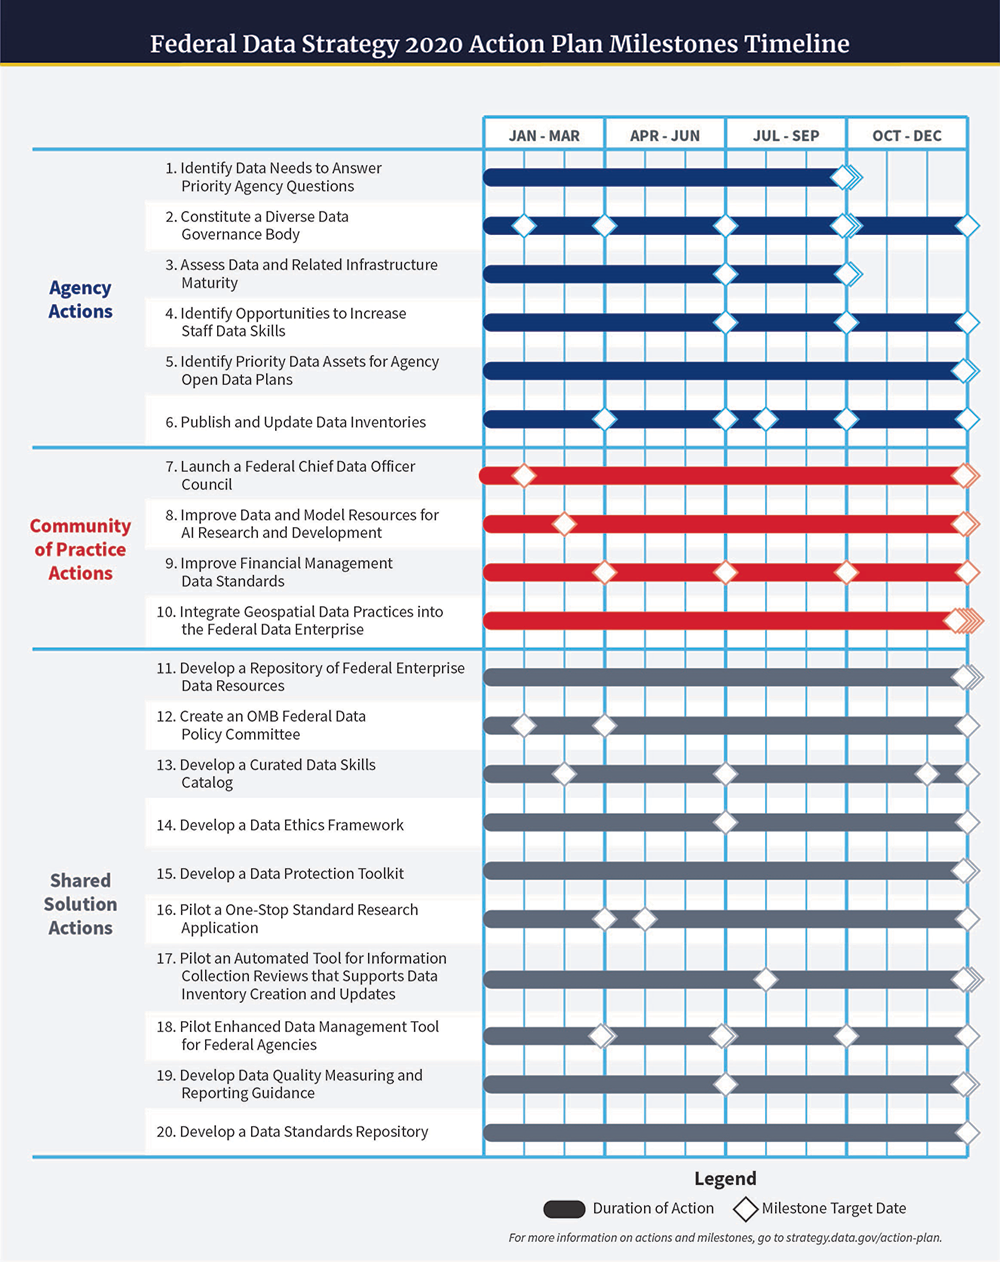 Federal Data Strategy 2020 Action Plan Milestones Timeline
JAN - MAR
APR - JUN
JUL - SEP
OCT - DEC
Agency
Actions
1. Identify Data Needs to Answer
Priority Agency Questions
2. Constitute a Diverse Data
Governance Body
3. Assess Data and Related Infrastructure
Maturity
4. Identify Opportunities to Increase
Staff Data Skills
5. Identify Priority Data Assets for Agency
Open Data Plans
6. Publish and Update Data Inventories
Community
of Practice
Actions
7. Launch a Federal Chief Data Officer
Council
8. Improve Data and Model Resources for
AI Research and Development
9. Improve Financial Management
Data Standards
10. Integrate Geospatial Data Practices into
the Federal Data Enterprise
Shared
Solution
Actions
11. Develop a Repository of Federal Enterprise
Data Resources
12. Create an OMB Federal Data
Policy Committee
13. Develop a Curated Data Skills
Catalog
14. Develop a Data Ethics Framework
15. Develop a Data Protection Toolkit
16. Pilot a One-Stop Standard Research
Application
17. Pilot an Automated Tool for Information
Collection Reviews that Supports Data
Inventory Creation and Updates
18. Pilot Enhanced Data Management Tool
for Federal Agencies
19. Develop Data Quality Measuring and
Reporting Guidance
20. Develop a Data Standards Repository
Legend
Duration of Action
Milestone Target Date
For more information on actions and milestones, go to strategy.data.gov/action-plan.